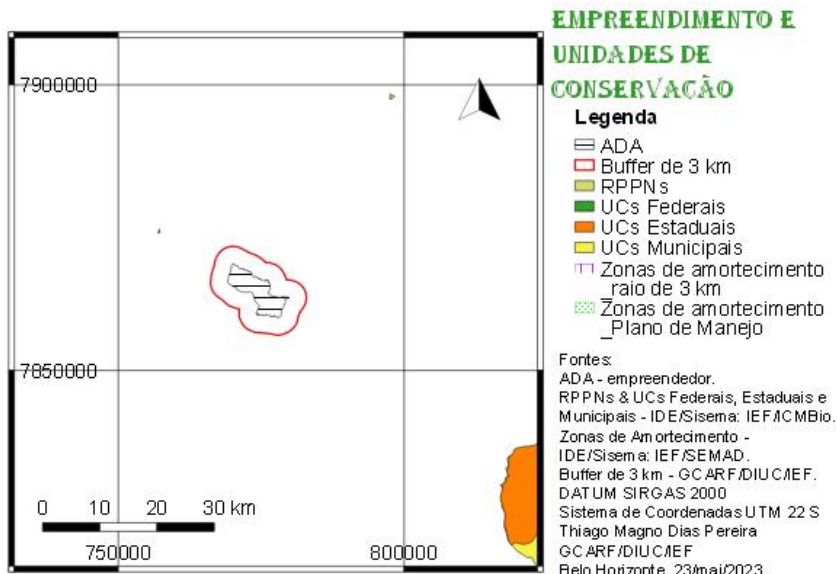 EMPREENDIMENTO E
UNIDADES DE
CONSERVAÇÃO
Legenda
ADA
Buffer de 3 km
RPPNs
UCs Federais
UCs Estaduais
UCs Municipais
Zonas de amortecimento
_raio de 3 km
Zonas de amortecimento
_Plano de Manejo
Fontes:
ADA - empreendedor.
RPPNs & UCs Federais, Estaduais e
Municipais - IDE/Sisema: IEF/ICMBio.
Zonas de Amortecimento -
IDE/Sisema: IEF/SEMAD.
Buffer de 3 km - GCARF/DIUC/IEF.
DATUM SIRGAS 2000
Sistema de Coordenadas UTM 22 S
Thiago Magno Dias Pereira
GCARF/DIUC/IEF
Belo Horizonte, 23/mai/2023
7900000
7850000
0 10 20 30 km
750000 800000